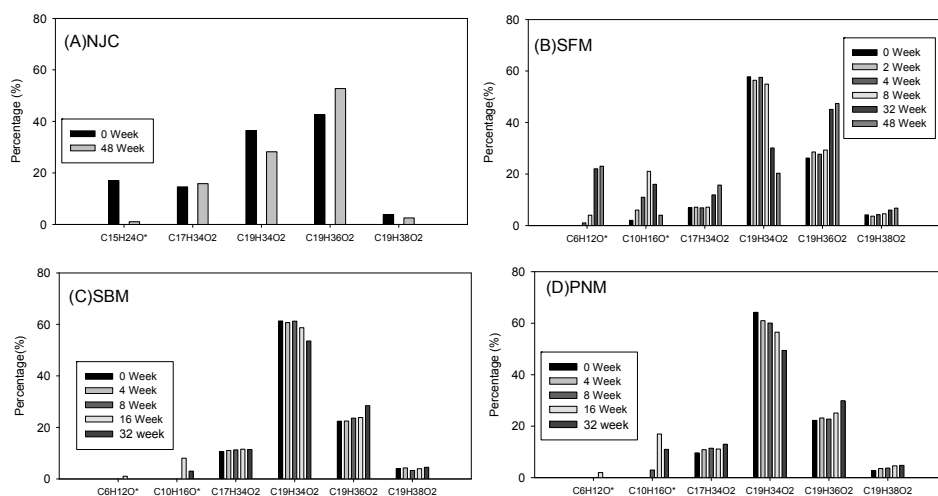 (A)NJC
Percentage (%)
80
60
40
20
0
0 Week
48 Week
C15H24O*
C17H34O2
C19H34O2
C19H36O2
C19H38O2
(B)SFM
Percentage (%)
80
60
40
20
0
0 Week
2 Week
4 Week
8 Week
32 Week
48 Week
C6H12O*
C10H16O*
C17H34O2
C19H34O2
C19H36O2
C19H38O2
(C)SBM
Percentage(%)
80
60
40
20
0
0 Week
4 Week
8 Week
16 Week
32 week
C6H12O*
C10H16O*
C17H34O2
C19H34O2
C19H36O2
C19H38O2
(D)PNM
Percentage (%)
80
60
40
20
0
0 Week
4 Week
8 Week
16 Week
32 week
C6H12O*
C10H16O*
C17H34O2
C19H34O2
C19H36O2
C19H38O2